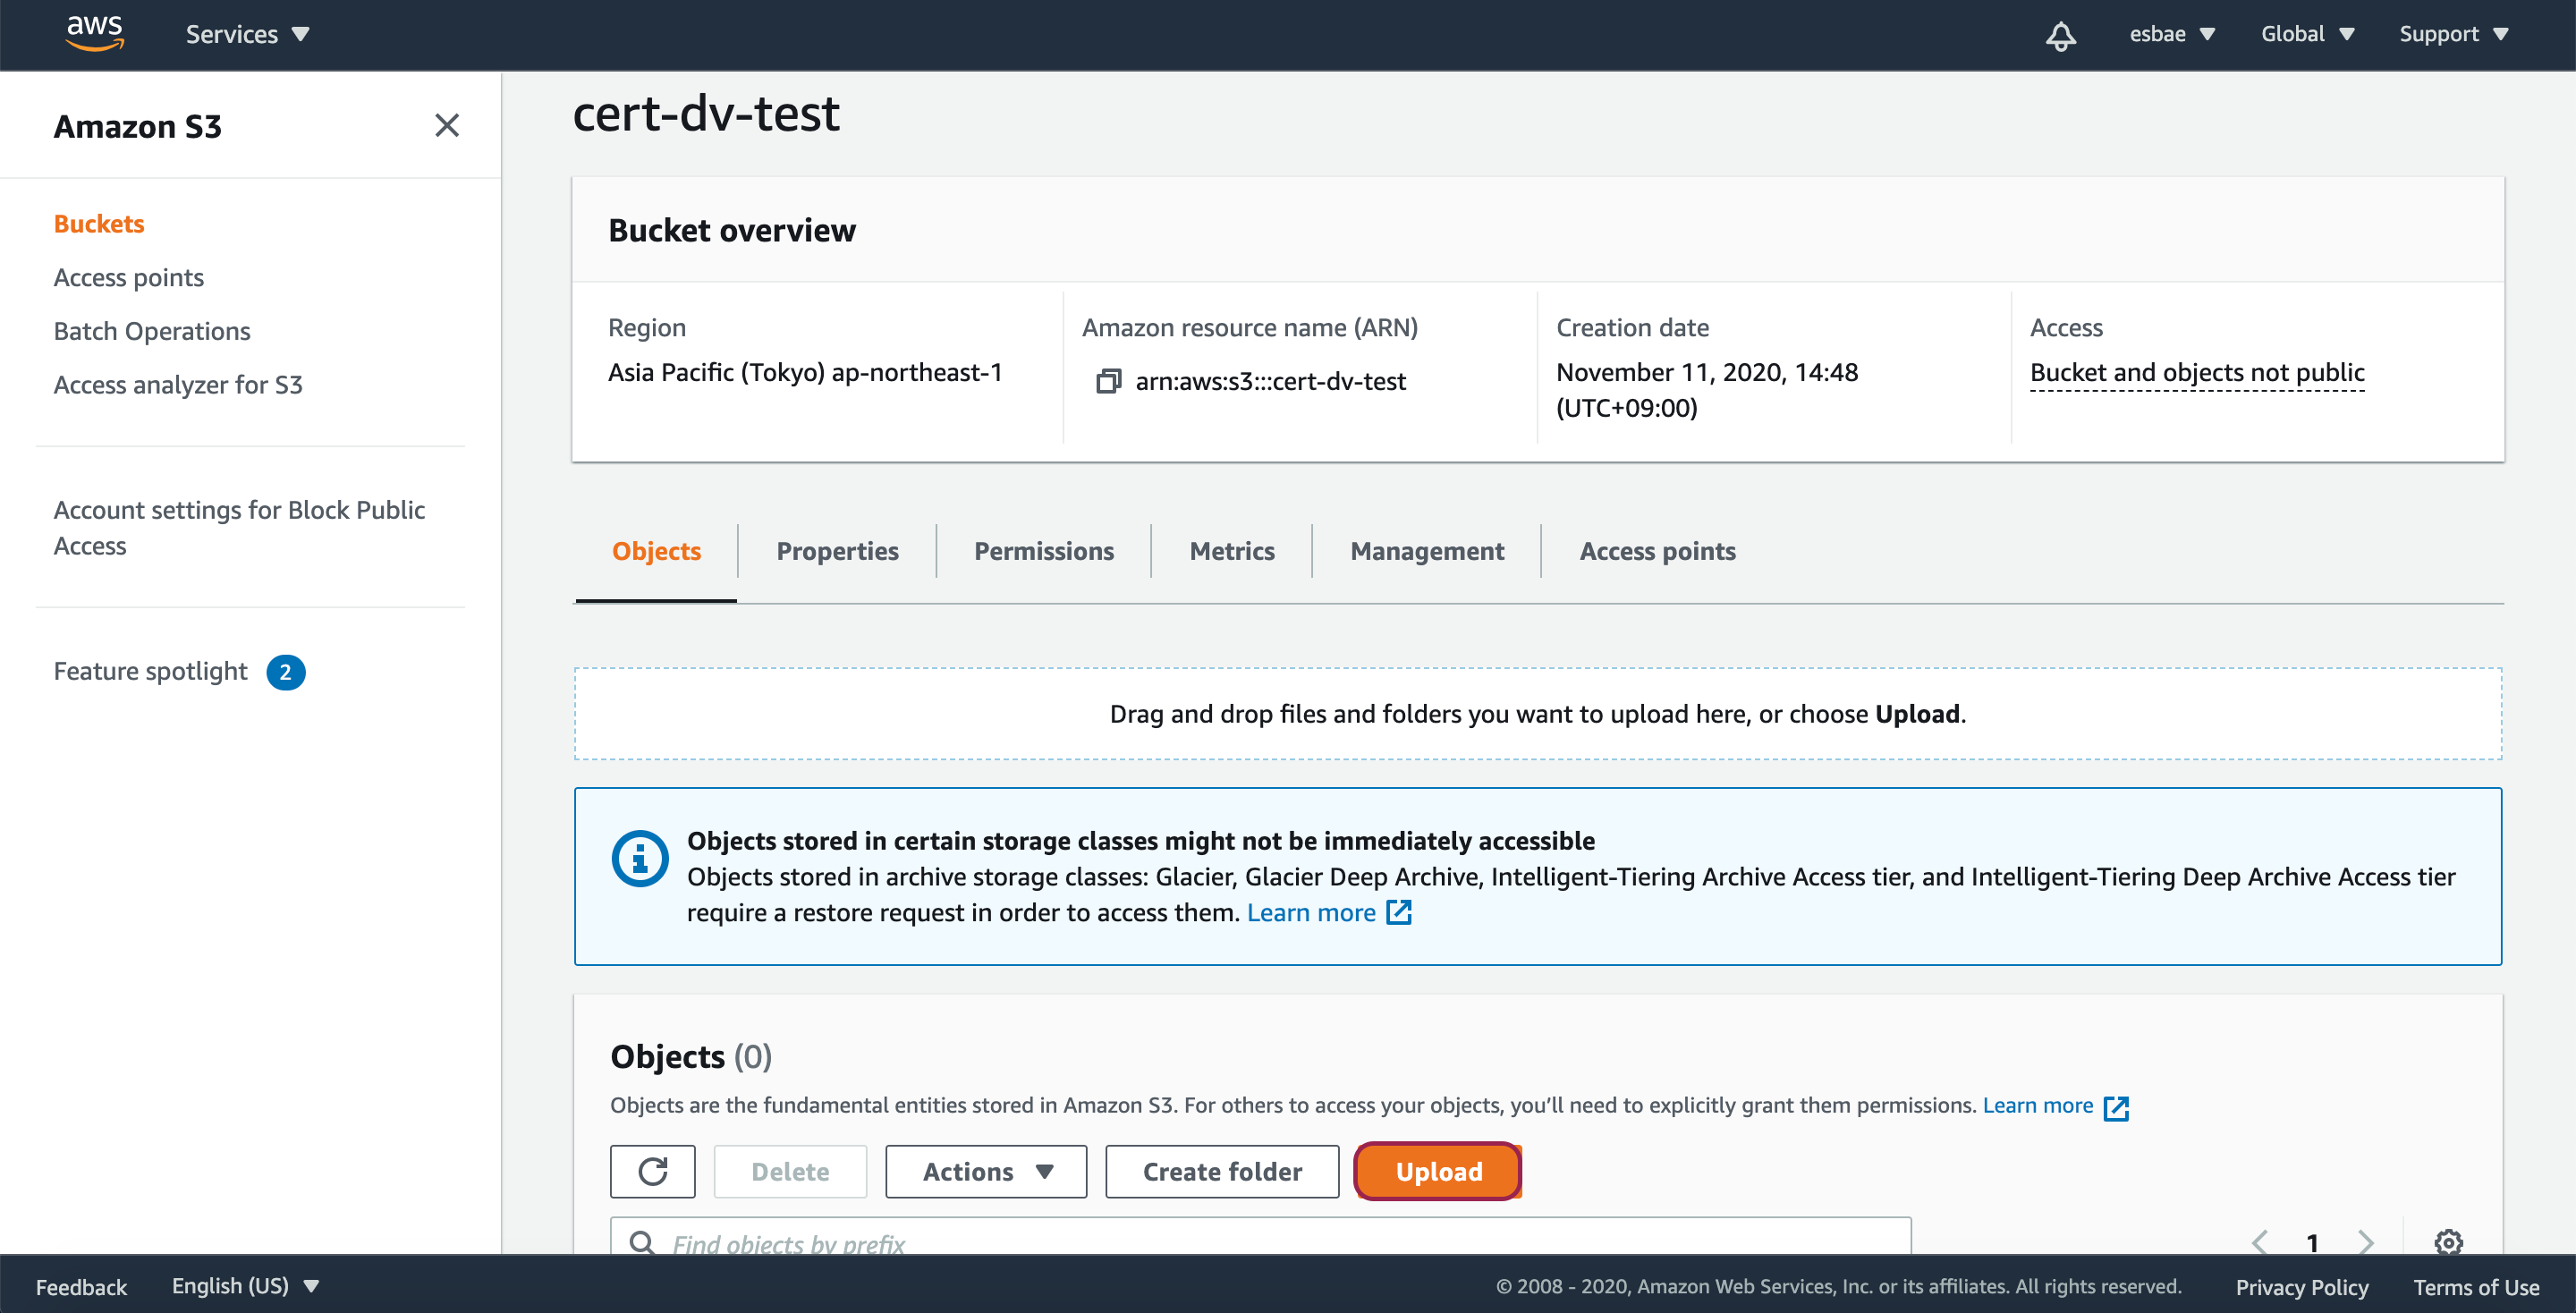 aws
Services
esbae
Global
Support
Amazon S3
Buckets
Access points
Batch Operations
Access analyzer for S3
Account settings for Block Public
Access
Feature spotlight 2
cert-dv-test
Bucket overview
Region
Asia Pacific (Tokyo) ap-northeast-1
Amazon resource name (ARN)
arn:aws:s3:::cert-dv-test
Creation date
November 11, 2020, 14:48
(UTC+09:00)
Access
Bucket and objects not public
Objects
Properties
Permissions
Metrics
Management
Access points
Drag and drop files and folders you want to upload here, or choose Upload.
Objects stored in certain storage classes might not be immediately accessible
Objects stored in archive storage classes: Glacier, Glacier Deep Archive, Intelligent-Tiering Archive Access tier, and Intelligent-Tiering Deep Archive Access tier
require a restore request in order to access them. Learn more
Objects (0)
Objects are the fundamental entities stored in Amazon S3. For others to access your objects, you’ll need to explicitly grant them permissions. Learn more
Delete
Actions
Create folder
Upload
Find objects by prefix
1
Feedback
English (US)
© 2008 - 2020, Amazon Web Services, Inc. or its affiliates. All rights reserved.
Privacy Policy
Terms of Use